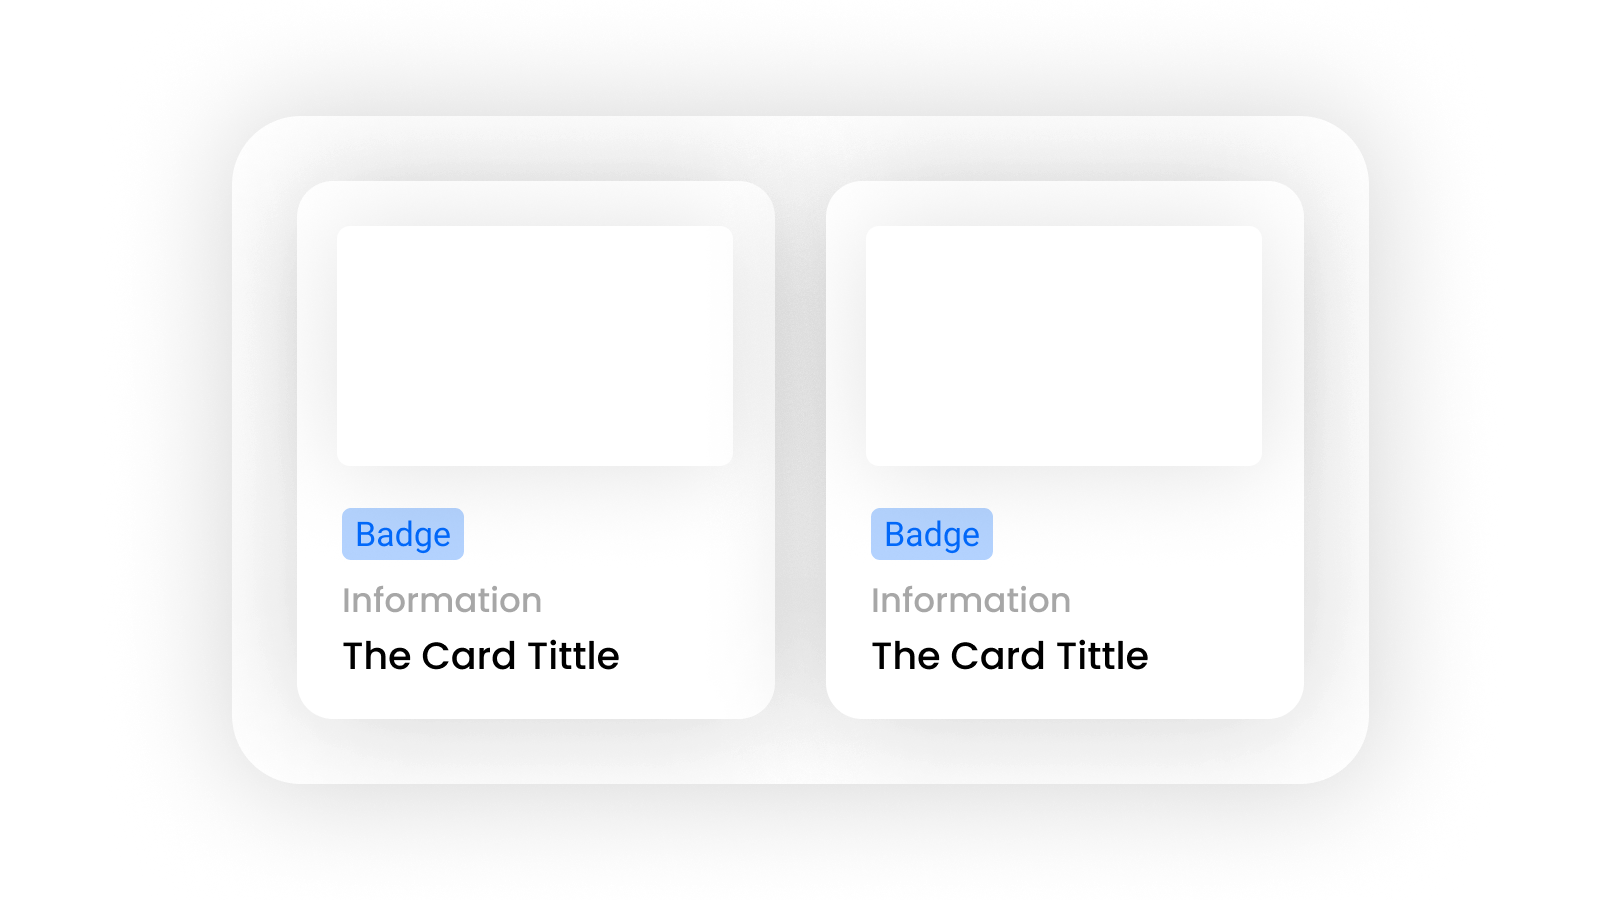 Badge
Information
The Card Tittle
Badge
Information
The Card Tittle